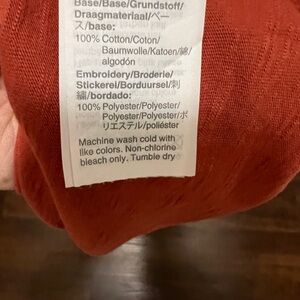 Base/Base/Grundstoff/
Draagmateriaal/ベー
ス/base:
100% Cotton/Coton/
Baumwolle/Katoen/綿/
algodón
Embroidery/Broderie/
Stickerei/Borduursel/刺
繍/bordado:
100% Polyester/Polyester/
Polyester/Polyester/ポ
リエステル/poliéster
Machine wash cold with
like colors. Non-chlorine
bleach only. Tumble dry